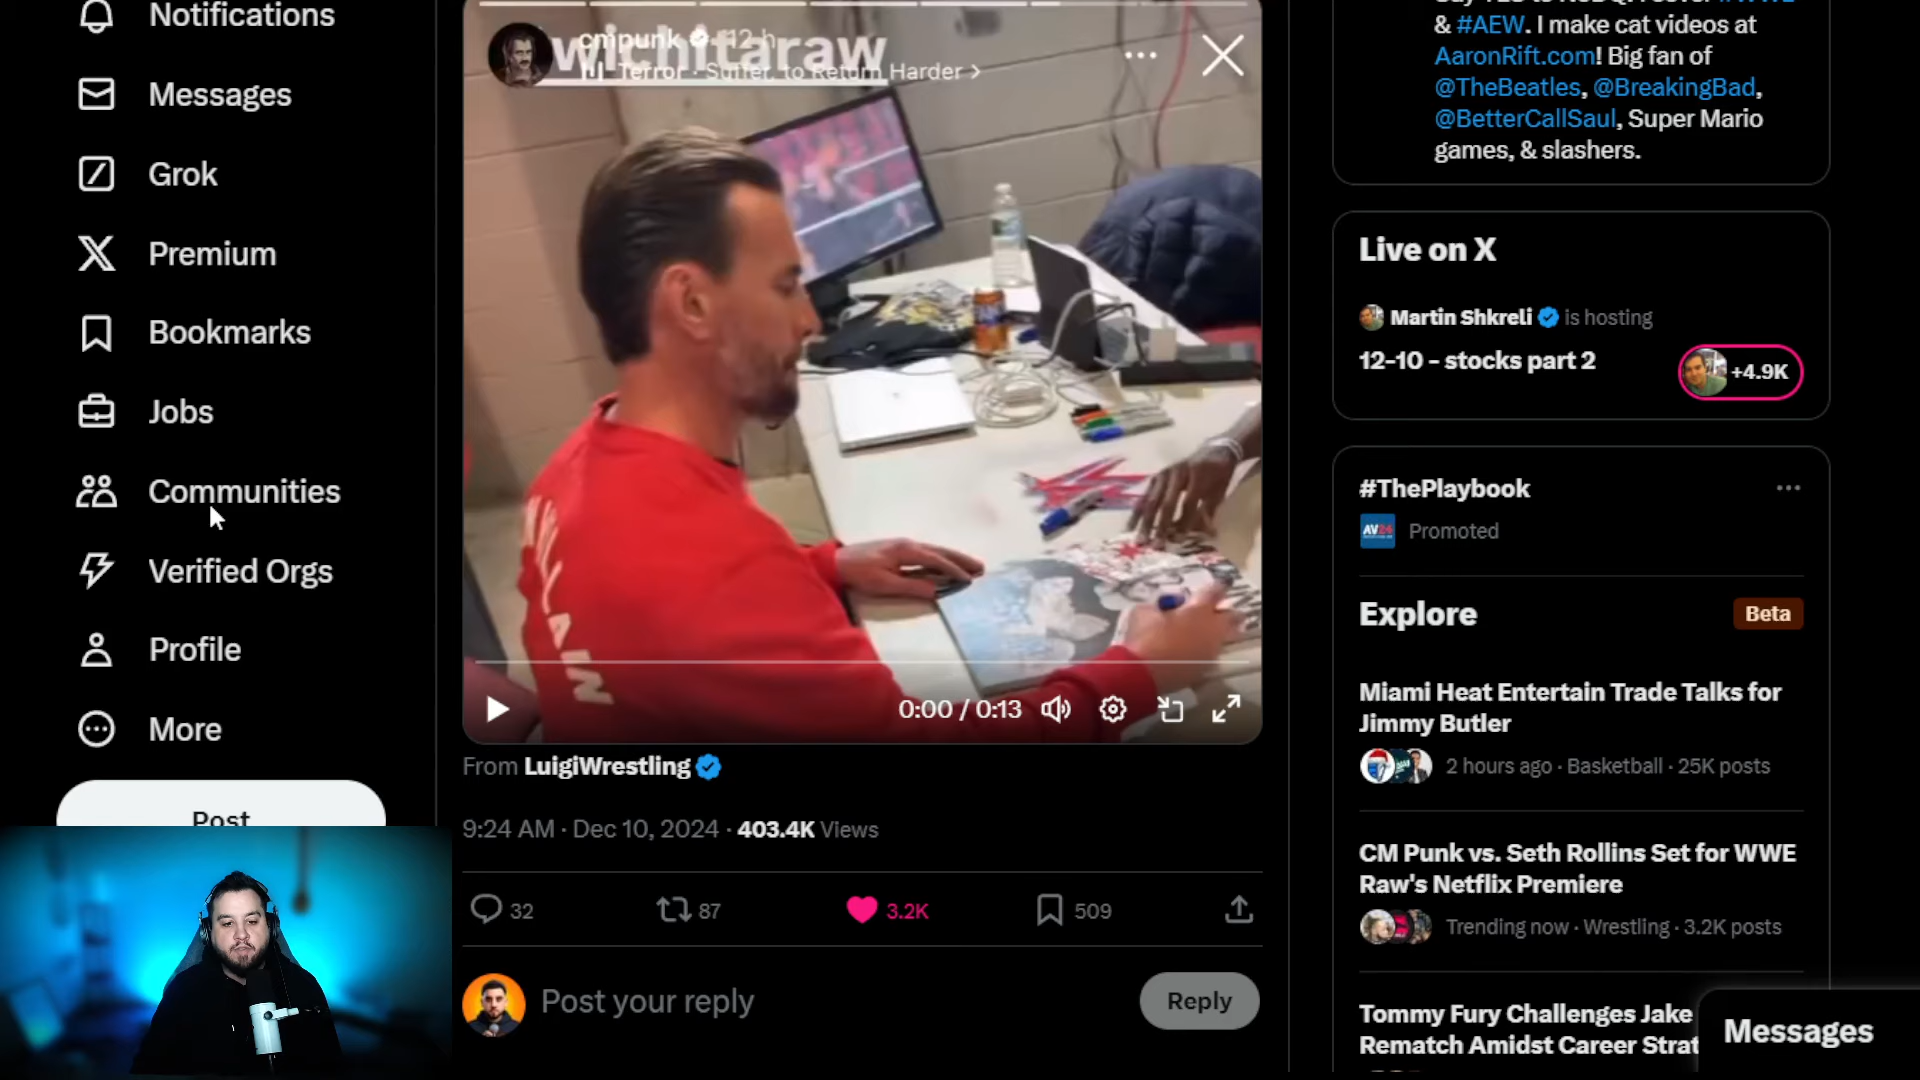 Notifications
Messages
Grok
Premium
Bookmarks
Jobs
Communities
Verified Orgs
Profile
More
Post
wichitaraw
cmpunk 12 h
Terror · Suffer, to Return Harder >
VILLAIN
0:00 / 0:13
From LuigiWrestling
9:24 AM · Dec 10, 2024 · 403.4K Views
32
87
3.2K
509
Post your reply
Reply
& #AEW. I make cat videos at
AaronRift.com! Big fan of
@TheBeatles, @BreakingBad,
@BetterCallSaul, Super Mario
games, & slashers.
Live on X
Martin Shkreli is hosting
12-10 - stocks part 2
+4.9K
#ThePlaybook
AV24
Promoted
Explore
Beta
Miami Heat Entertain Trade Talks for
Jimmy Butler
2 hours ago · Basketball · 25K posts
CM Punk vs. Seth Rollins Set for WWE
Raw's Netflix Premiere
Trending now · Wrestling · 3.2K posts
Tommy Fury Challenges Jake
Rematch Amidst Career Strat
Messages